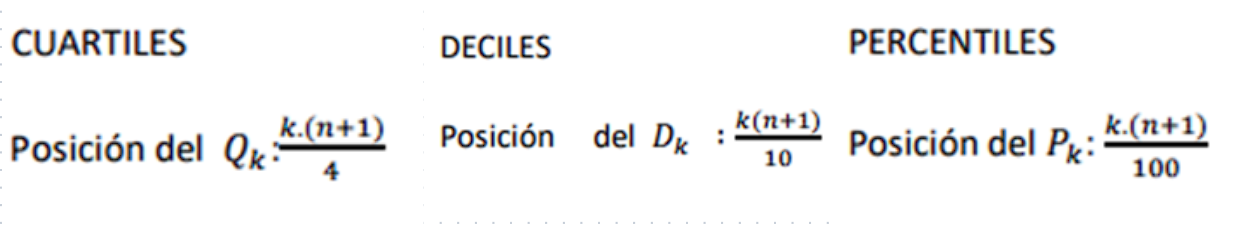 CUARTILES
Posición del Q_k: k.(n+1)/4
DECILES
Posición del D_k : k(n+1)/10
PERCENTILES
Posición del P_k: k.(n+1)/100